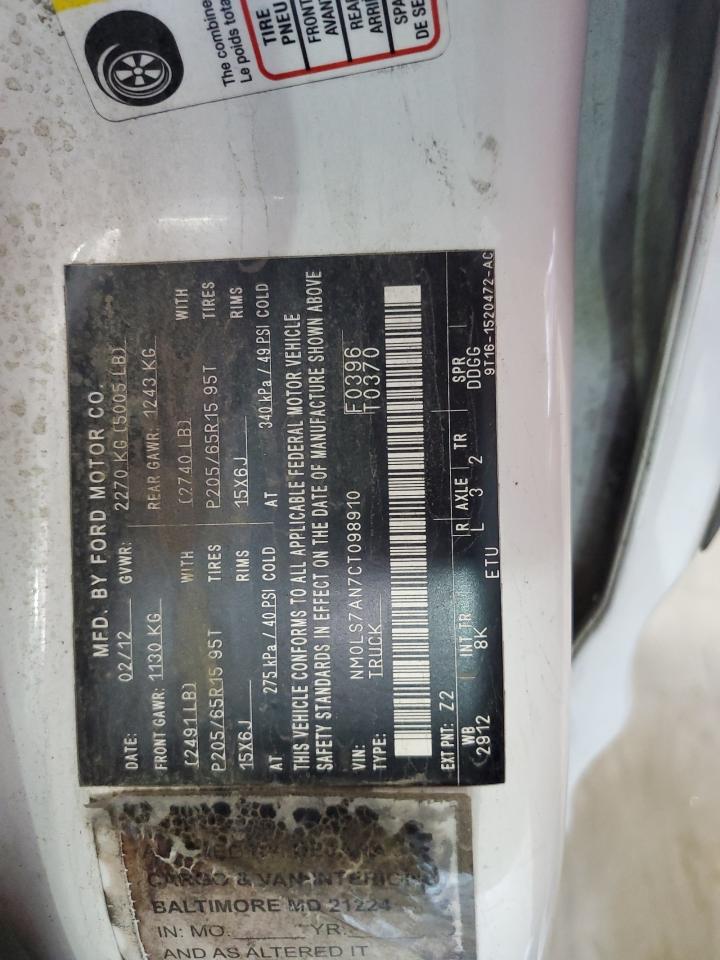 The combine
Le poids tota
TIRE
PNEU
FRONT
AVANT
REAR
ARRI
SPA
DE SE
MFD. BY FORD MOTOR CO.
DATE: 02/12 GVWR: 2270 KG (5005 LB)
FRONT GAWR: 1130 KG REAR GAWR: 1243 KG
(2491 LB) WITH (2740 LB) WITH
P205/65R15 95T TIRES P205/65R15 95T TIRES
15X6J RIMS 15X6J RIMS
AT 275 kPa / 40 PSI COLD AT 340 kPa / 49 PSI COLD
THIS VEHICLE CONFORMS TO ALL APPLICABLE FEDERAL MOTOR VEHICLE
SAFETY STANDARDS IN EFFECT ON THE DATE OF MANUFACTURE SHOWN ABOVE
VIN: NM0LS7AN7CT098910 F0396
TYPE: TRUCK T0370
EXT PNT: Z2 R AXLE TR SPR
WB INT TR L 3 2 DDGG
2912 8K ETU 9T16-1520472-AC
CARGO & VAN INTERIOR
BALTIMORE MD 21224
IN: MO. YR.
AND AS ALTERED IT